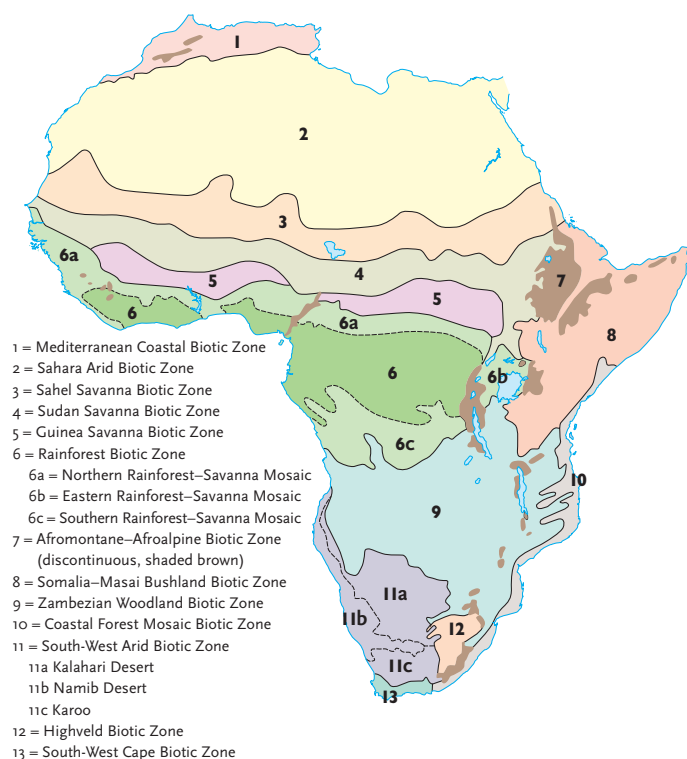 1
2
3
4
5
5
6a
6
6a
6
6b
6c
7
8
9
10
11a
11b
11c
12
13
1 = Mediterranean Coastal Biotic Zone
2 = Sahara Arid Biotic Zone
3 = Sahel Savanna Biotic Zone
4 = Sudan Savanna Biotic Zone
5 = Guinea Savanna Biotic Zone
6 = Rainforest Biotic Zone
6a = Northern Rainforest–Savanna Mosaic
6b = Eastern Rainforest–Savanna Mosaic
6c = Southern Rainforest–Savanna Mosaic
7 = Afromontane–Afroalpine Biotic Zone
(discontinuous, shaded brown)
8 = Somalia–Masai Bushland Biotic Zone
9 = Zambezian Woodland Biotic Zone
10 = Coastal Forest Mosaic Biotic Zone
11 = South-West Arid Biotic Zone
11a Kalahari Desert
11b Namib Desert
11c Karoo
12 = Highveld Biotic Zone
13 = South-West Cape Biotic Zone